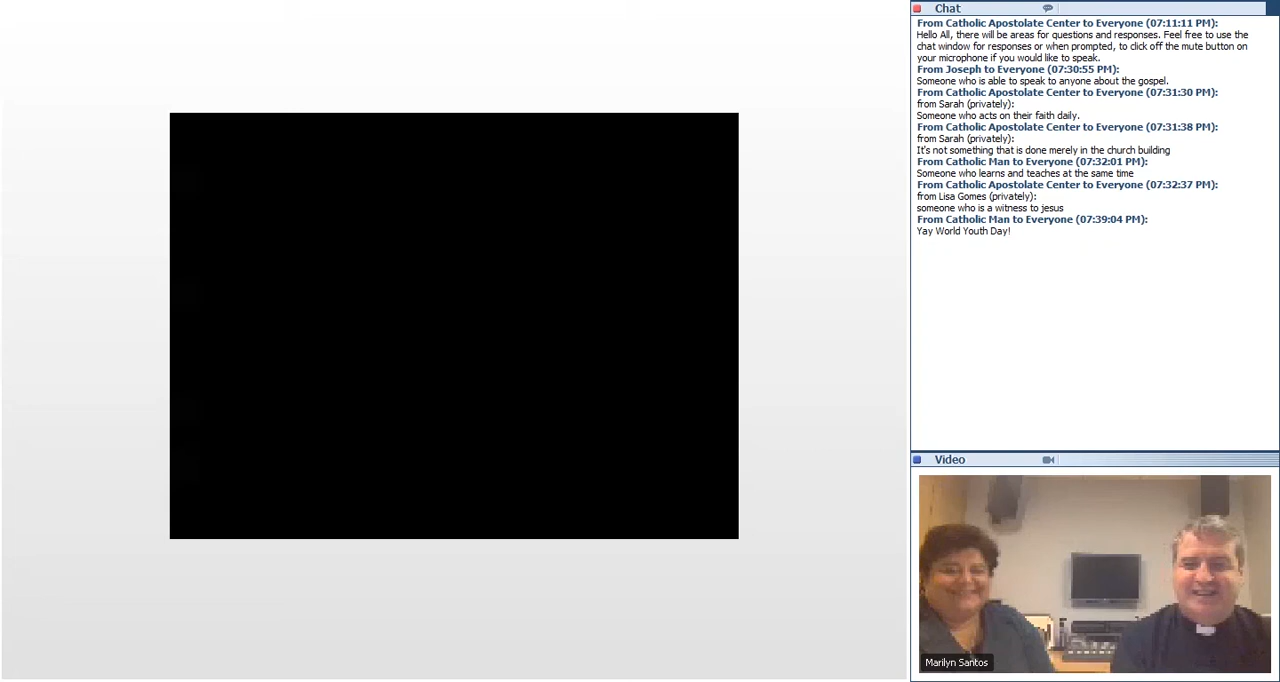 Chat
From Catholic Apostolate Center to Everyone (07:11:11 PM):
Hello All, there will be areas for questions and responses. Feel free to use the
chat window for responses or when prompted, to click off the mute button on
your microphone if you would like to speak.
From Joseph to Everyone (07:30:55 PM):
Someone who is able to speak to anyone about the gospel.
From Catholic Apostolate Center to Everyone (07:31:30 PM):
from Sarah (privately):
Someone who acts on their faith daily.
From Catholic Apostolate Center to Everyone (07:31:38 PM):
from Sarah (privately):
It's not something that is done merely in the church building
From Catholic Man to Everyone (07:32:01 PM):
Someone who learns and teaches at the same time
From Catholic Apostolate Center to Everyone (07:32:37 PM):
from Lisa Gomes (privately):
someone who is a witness to jesus
From Catholic Man to Everyone (07:39:04 PM):
Yay World Youth Day!
Video
Marilyn Santos